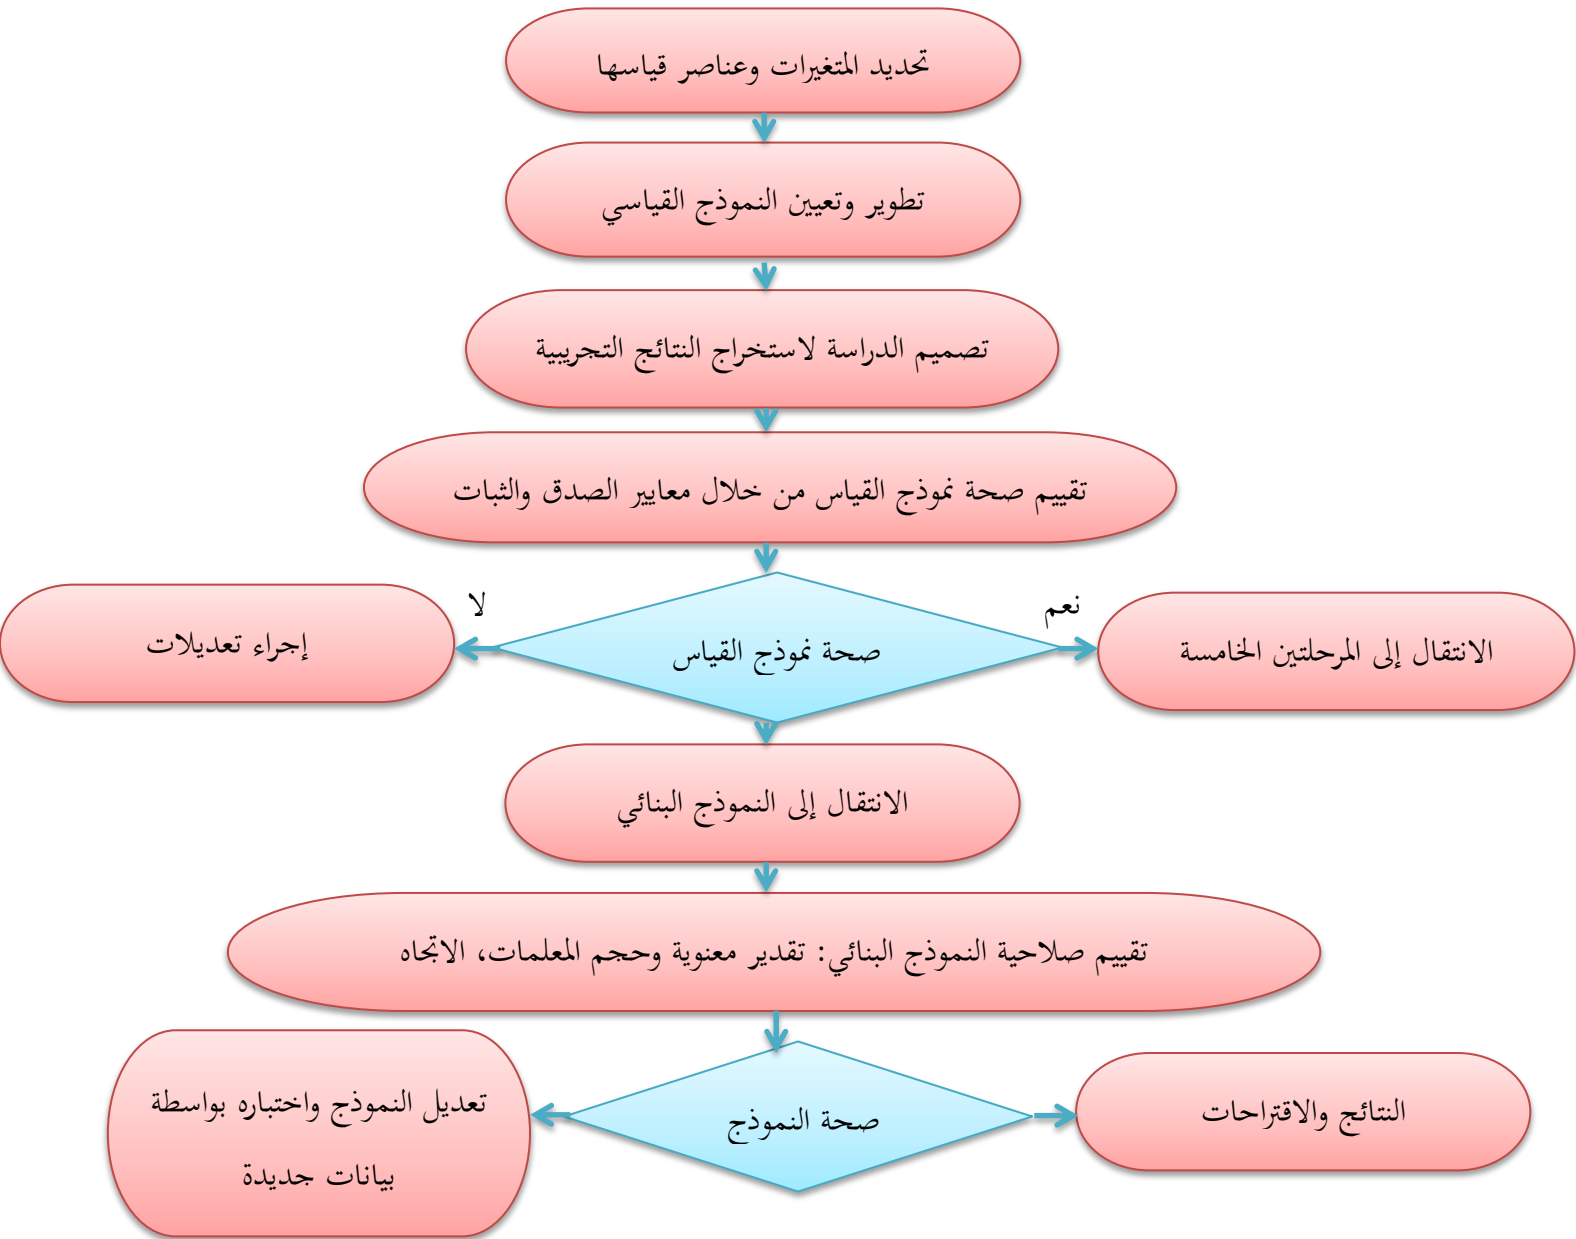 تحديد المتغيرات وعناصر قياسها
تطوير وتعيين النموذج القياسي
تصميم الدراسة لاستخراج النتائج التجريبية
تقييم صحة نموذج القياس من خلال معايير الصدق والثبات
نعم
لا
الانتقال إلى المرحلتين الخامسة
صحة نموذج القياس
إجراء تعديلات
الانتقال إلى النموذج البنائي
تقييم صلاحية النموذج البنائي: تقدير معنوية وحجم المعلمات، الاتجاه
النتائج والاقتراحات
صحة النموذج
تعديل النموذج واختباره بواسطة
بيانات جديدة